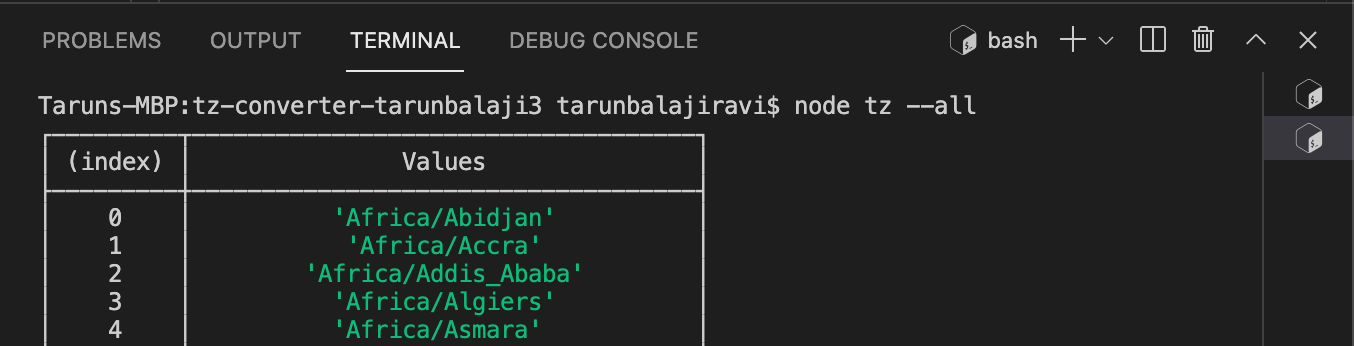 PROBLEMS OUTPUT TERMINAL DEBUG CONSOLE bash
Taruns-MBP:tz-converter-tarunbalaji3 tarunbalajiravi$ node tz --all
(index) Values
0 'Africa/Abidjan'
1 'Africa/Accra'
2 'Africa/Addis_Ababa'
3 'Africa/Algiers'
4 'Africa/Asmara'